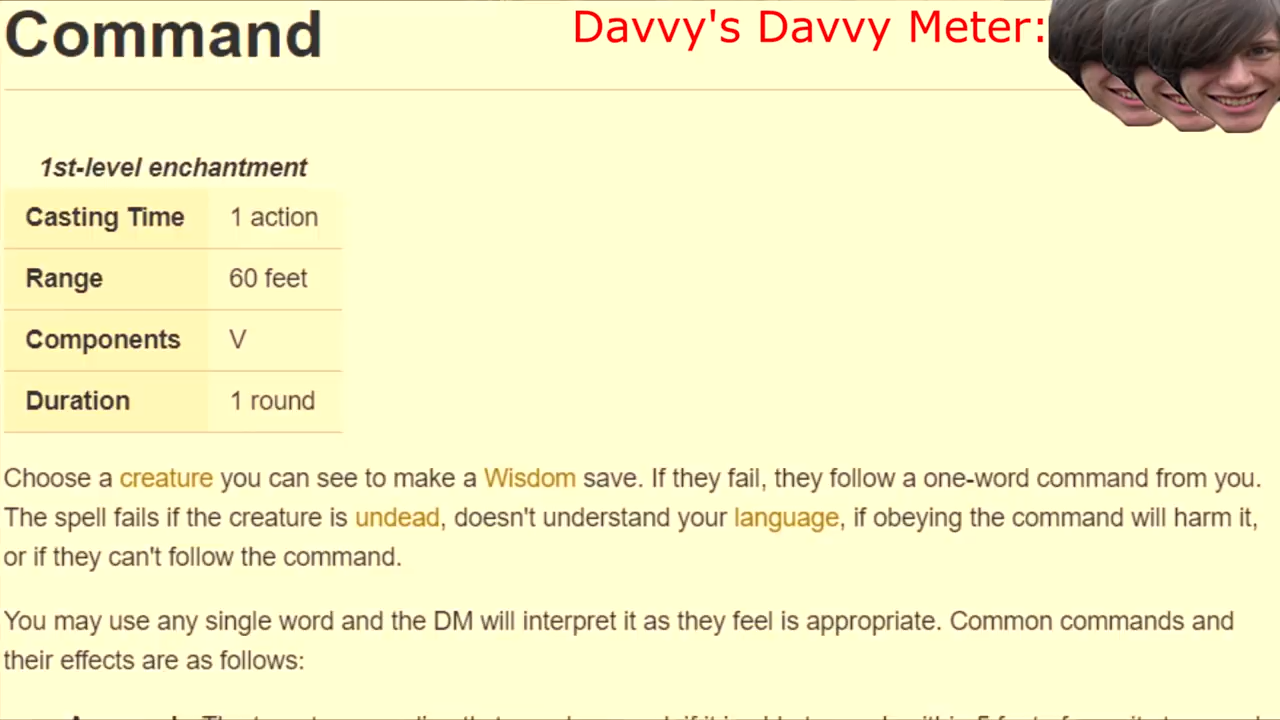 Command
Davvy's Davvy Meter:
1st-level enchantment
Casting Time 1 action
Range 60 feet
Components V
Duration 1 round
Choose a creature you can see to make a Wisdom save. If they fail, they follow a one-word command from you.
The spell fails if the creature is undead, doesn't understand your language, if obeying the command will harm it,
or if they can't follow the command.
You may use any single word and the DM will interpret it as they feel is appropriate. Common commands and
their effects are as follows: